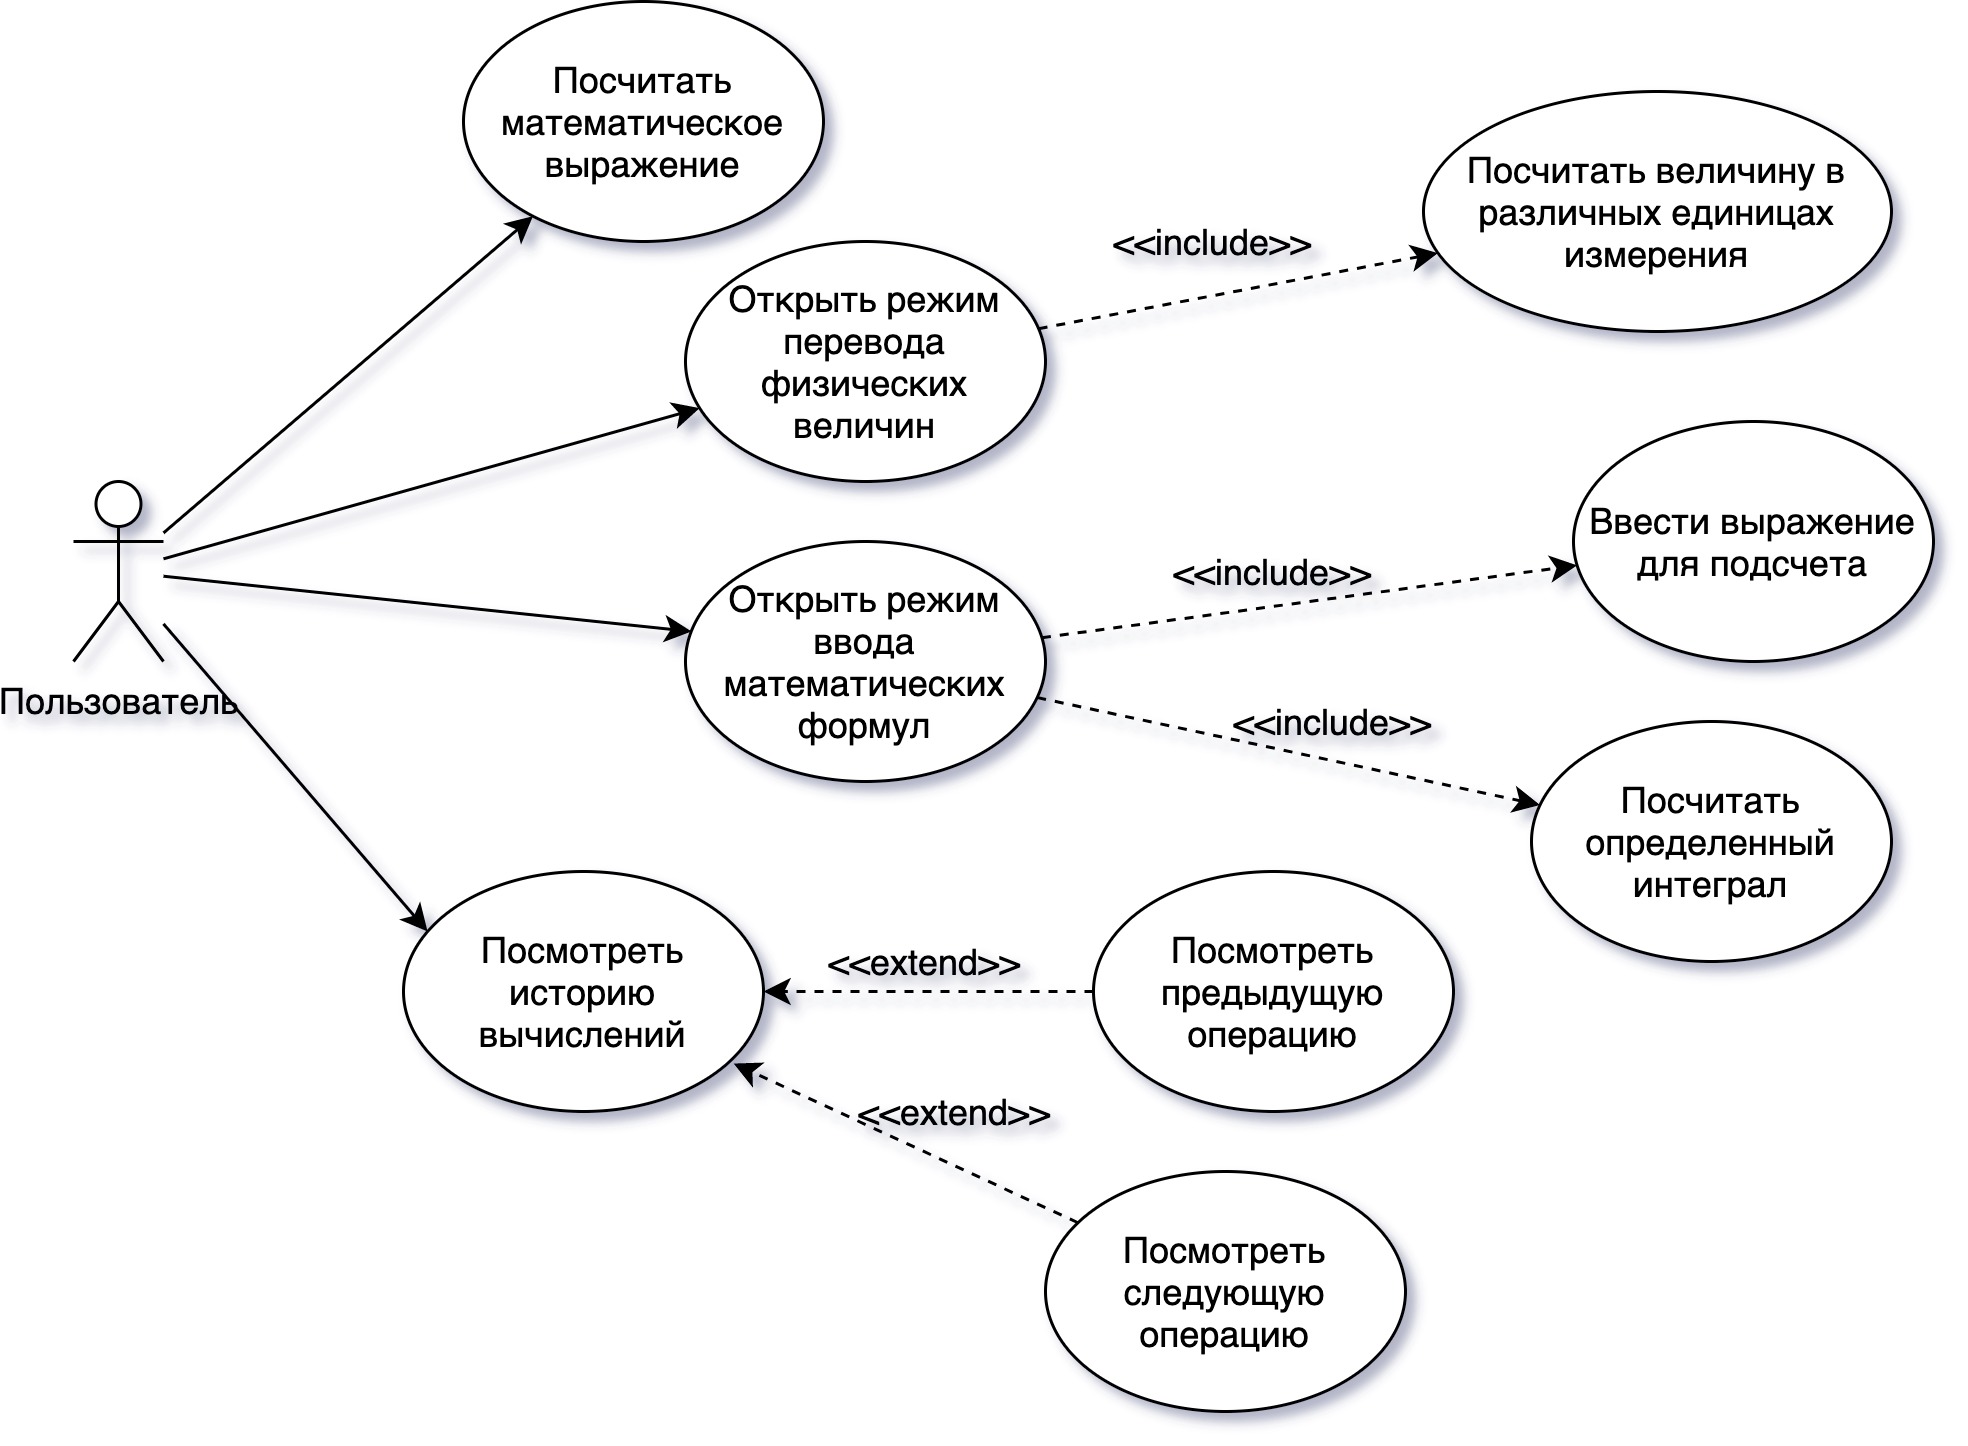 Посчитать
математическое
выражение
Посчитать величину в
различных единицах
измерения
<<include>>
Открыть режим
перевода
физических
величин
Ввести выражение
для подсчета
<<include>>
Открыть режим
ввода
математических
формул
Пользователь
<<include>>
Посчитать
определенный
интеграл
Посмотреть
историю
вычислений
<<extend>>
Посмотреть
предыдущую
операцию
<<extend>>
Посмотреть
следующую
операцию